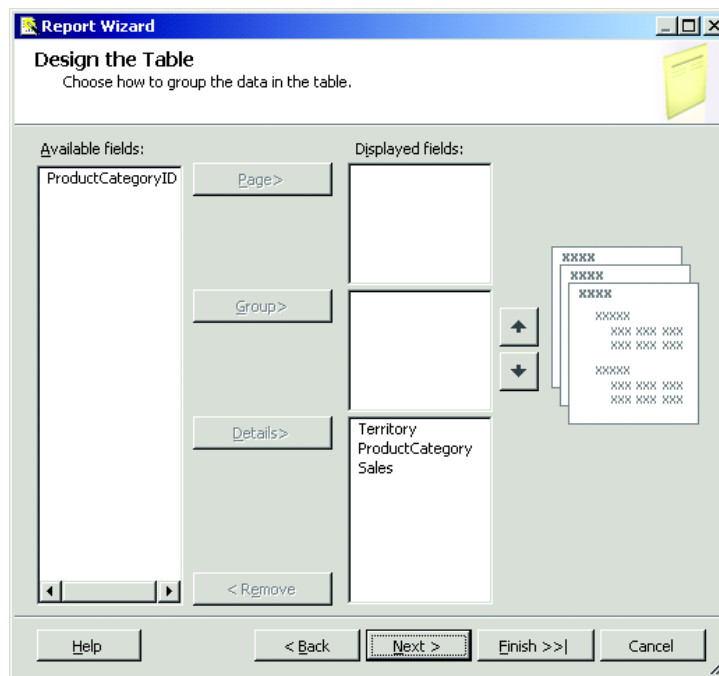 Report Wizard
Design the Table
Choose how to group the data in the table.
Available fields:
Displayed fields:
ProductCategoryID
Page>
Group>
Details>
Territory
ProductCategory
Sales
< Remove
xxxx
xxxx
xxxx
xxxxx
xxx xxx xxx
xxx xxx xxx
xxxxx
xxx xxx xxx
xxx xxx xxx
Help
< Back
Next >
Finish >>|
Cancel